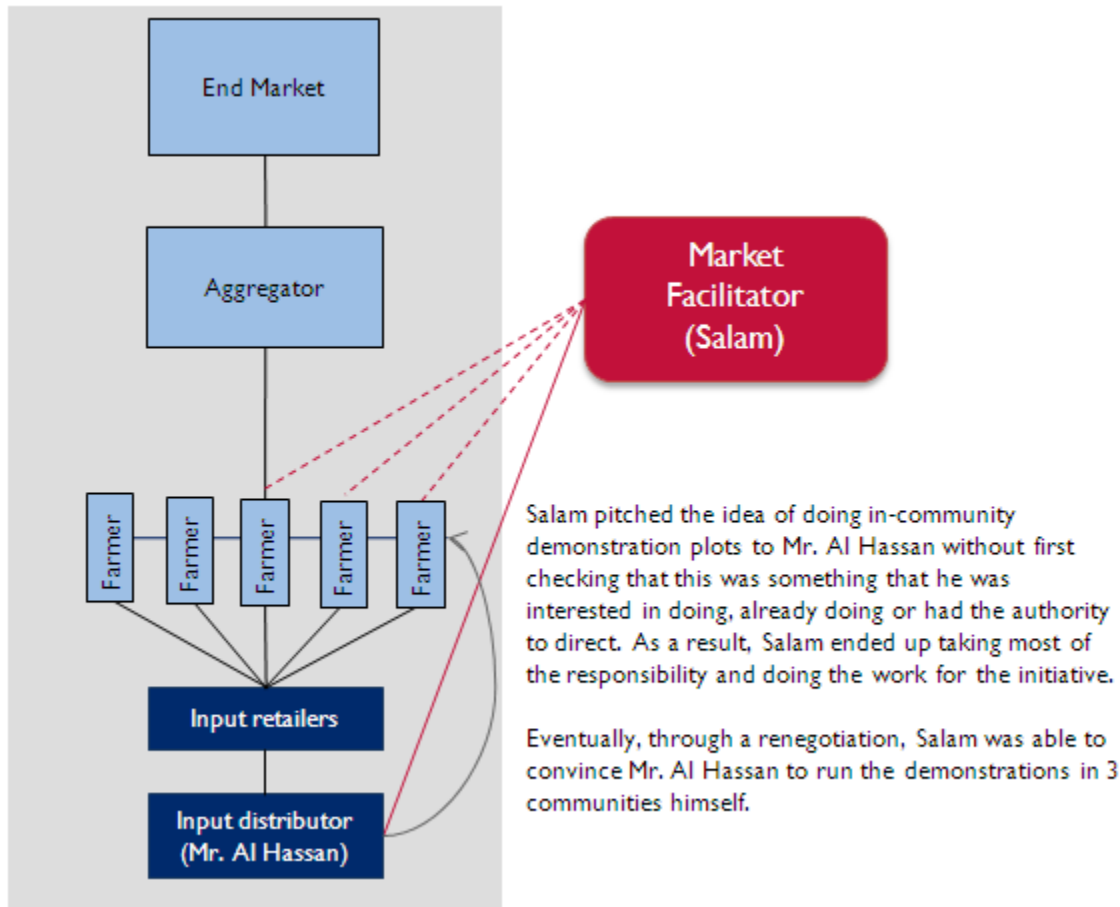 End Market
Aggregator
Market
Facilitator
(Salam)
Farmer
Farmer
Farmer
Farmer
Farmer
Salam pitched the idea of doing in-community
demonstration plots to Mr. Al Hassan without first
checking that this was something that he was
interested in doing, already doing or had the authority
to direct. As a result, Salam ended up taking most of
the responsibility and doing the work for the initiative.
Eventually, through a renegotiation, Salam was able to
convince Mr. Al Hassan to run the demonstrations in 3
communities himself.
Input retailers
Input distributor
(Mr. Al Hassan)